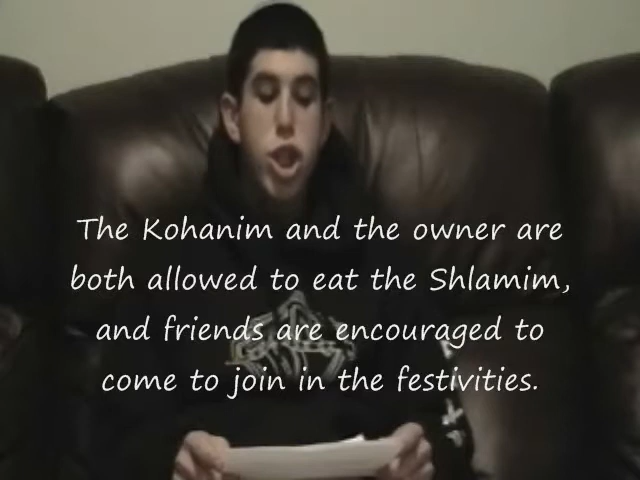 The Kohanim and the owner are
both allowed to eat the Shlamim,
and friends are encouraged to
come to join in the festivities.